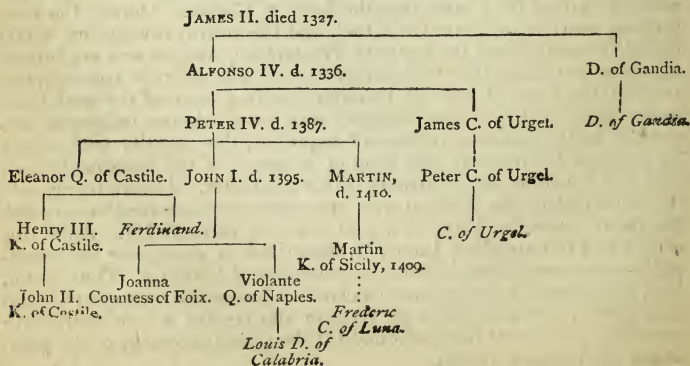 JAMES II. died 1327.
ALFONSO IV. d. 1336. D. of Gandia.
PETER IV. d. 1387. James C. of Urgel. D. of Gandia.
Eleanor Q. of Castile. JOHN I. d. 1395. MARTIN, Peter C. of Urgel.
d. 1410.
Henry III. Ferdinand. C. of Urgel.
K. of Castile. Martin
K. of Sicily, 1409.
Joanna Violante
John II. Countess of Foix. Q. of Naples.
K. of Castile. Frederic
C. of Luna.
Louis D. of
Calabria.